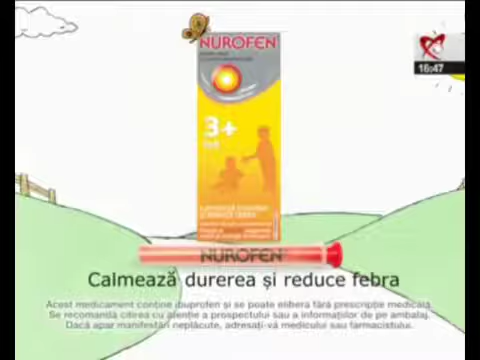 NUROFEN
16:47
3+
NUROFEN
Calmează durerea și reduce febra
Acest medicament conține ibuprofen și se poate elibera fără prescripție medicală.
Se recomandă citirea cu atenție a prospectului sau a informațiilor de pe ambalaj.
Dacă apar manifestări neplăcute, adresați-vă medicului sau farmacistului.